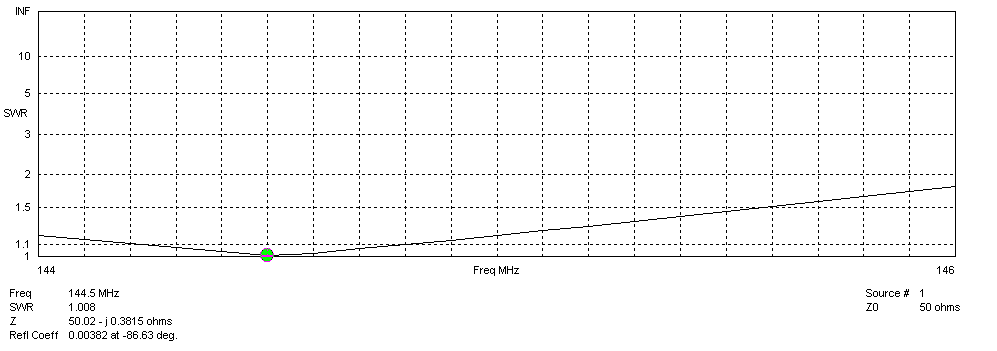 INF
10
5
SWR
3
2
1.5
1.1
1
144 Freq MHz 146
Freq 144.5 MHz Source # 1
SWR 1.008 Z0 50 ohms
Z 50.02 - j 0.3815 ohms
Refl Coeff 0.00382 at -86.63 deg.